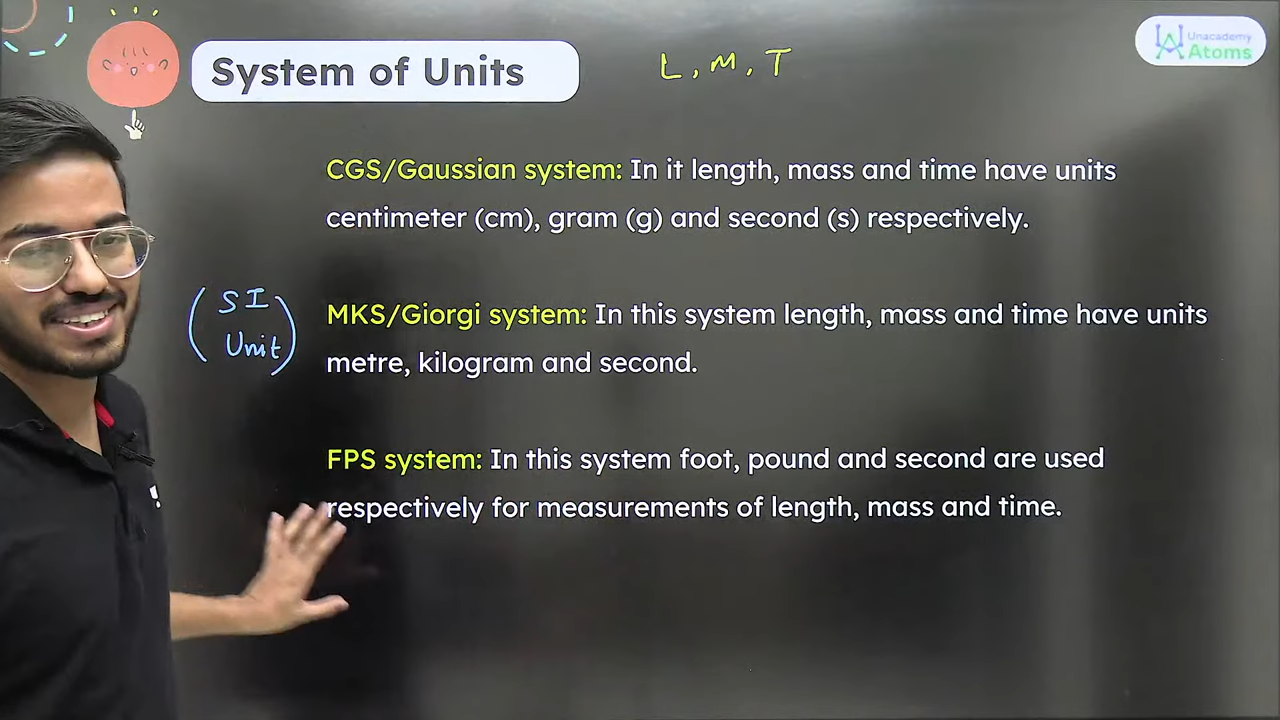 System of Units
L, M, T
Unacademy
Atoms
CGS/Gaussian system: In it length, mass and time have units
centimeter (cm), gram (g) and second (s) respectively.
(SI
Unit)
MKS/Giorgi system: In this system length, mass and time have units
metre, kilogram and second.
FPS system: In this system foot, pound and second are used
respectively for measurements of length, mass and time.